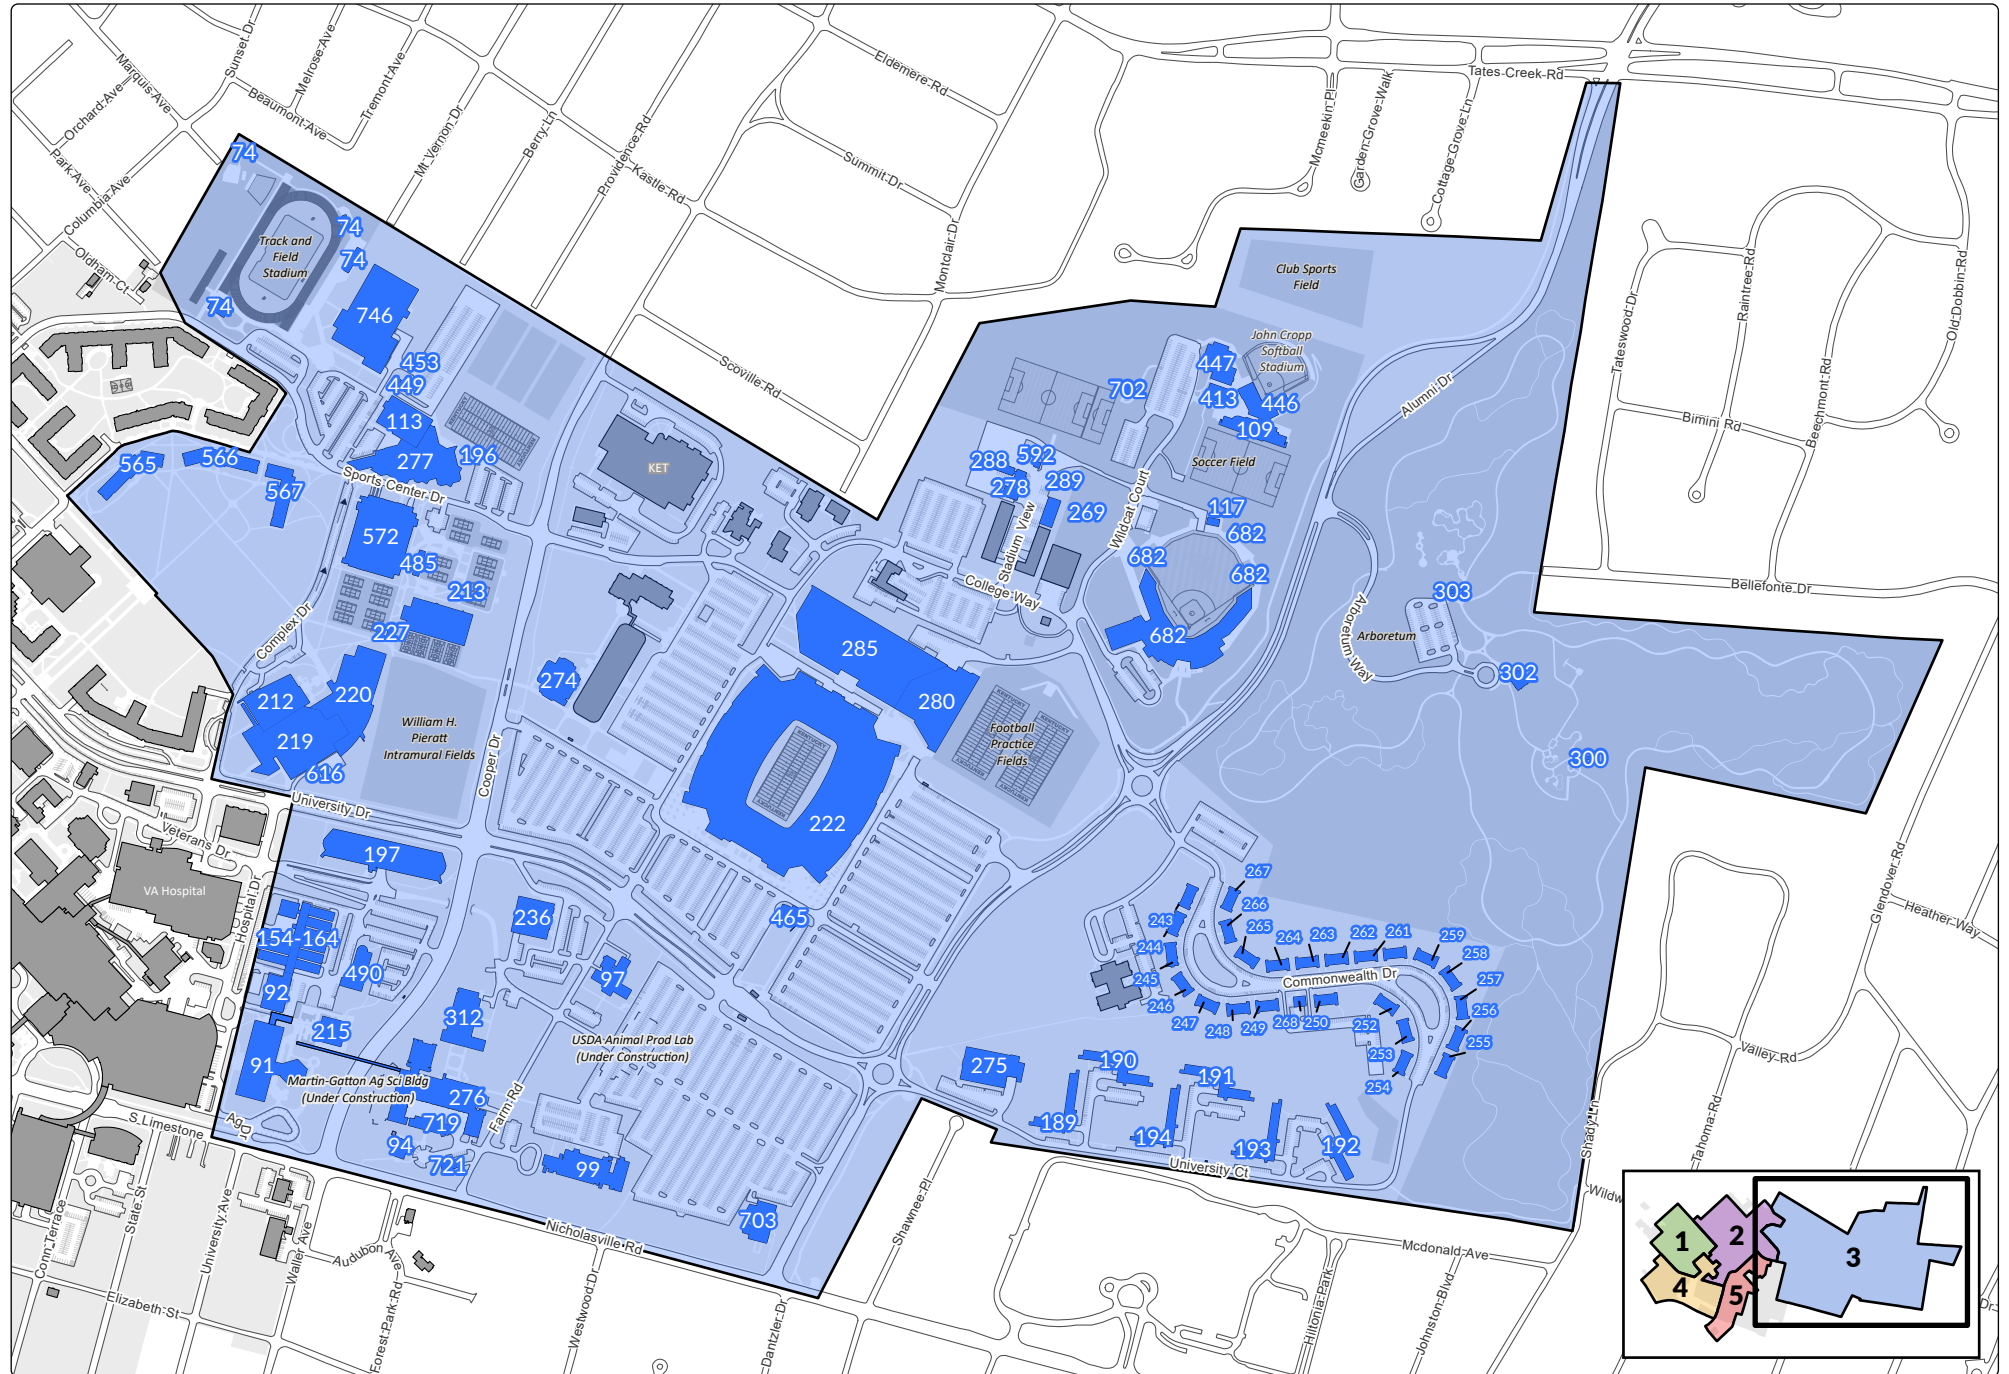 Tates Creek Rd
Eldemere Rd
Sunset Dr
Melrose Ave
Marquis Ave
Tremont Ave
Orchard Ave
Beaumont Ave
Mcmeekin Pl
Garden Grove Walk
Cottage Grove Ln
Mt Vernon Dr
Berry Ln
Providence Rd
Kastle Rd
Summit Dr
Park Ave
Columbia Ave
Oldham Ct
Montclair Dr
Scoville Rd
Tateswood Dr
Raintree Rd
Old Dobbin Rd
Beechmont Rd
Bimini Rd
Bellefonte Dr
Alumni Dr
74
74
74
74
Track and
Field
Stadium
746
453
449
113
277
196
KENTUCKY
KENTUCKY
KET
Sports Center Dr
565
566
567
572
485
213
227
Complex Dr
212
220
219
616
William H.
Pieratt
Intramural Fields
Cooper Dr
274
University Dr
Club Sports
Field
John Cropp
Softball
Stadium
447
413
446
109
702
Soccer Field
288
592
278
289
269
Stadium View
Wildcat Court
College Way
117
682
682
682
682
303
Arboretum
302
300
Arboretum Way
285
280
222
KENTUCKY
KENTUCKY
Football
Practice
Fields
KENTUCKY
KENTUCKY
KENTUCKY
KENTUCKY
Veterans Dr
VA Hospital
Hospital Dr
197
154-164
490
92
215
91
236
97
465
312
USDA Animal Prod Lab
(Under Construction)
Martin-Gatton Ag Sci Bldg
(Under Construction)
276
719
94
721
99
703
Farm Rd
Ag Dr
S Limestone
Nicholasville Rd
267
266
265
264
263
262
261
259
258
257
256
255
243
244
245
246
247
248
249
268
250
252
253
254
Commonwealth Dr
275
190
191
189
194
193
192
University Ct
Glendover Rd
Heather Way
Valley Rd
Tahoma Rd
Shady Ln
Mcdonald Ave
Hiltonia Park
Johnston Blvd
Shawnee Pl
Dantzler Dr
Westwood Dr
Forest Park Rd
Audubon Ave
Waller Ave
University Ave
State St
Conn Terrace
Elizabeth St
1
2
3
4
5